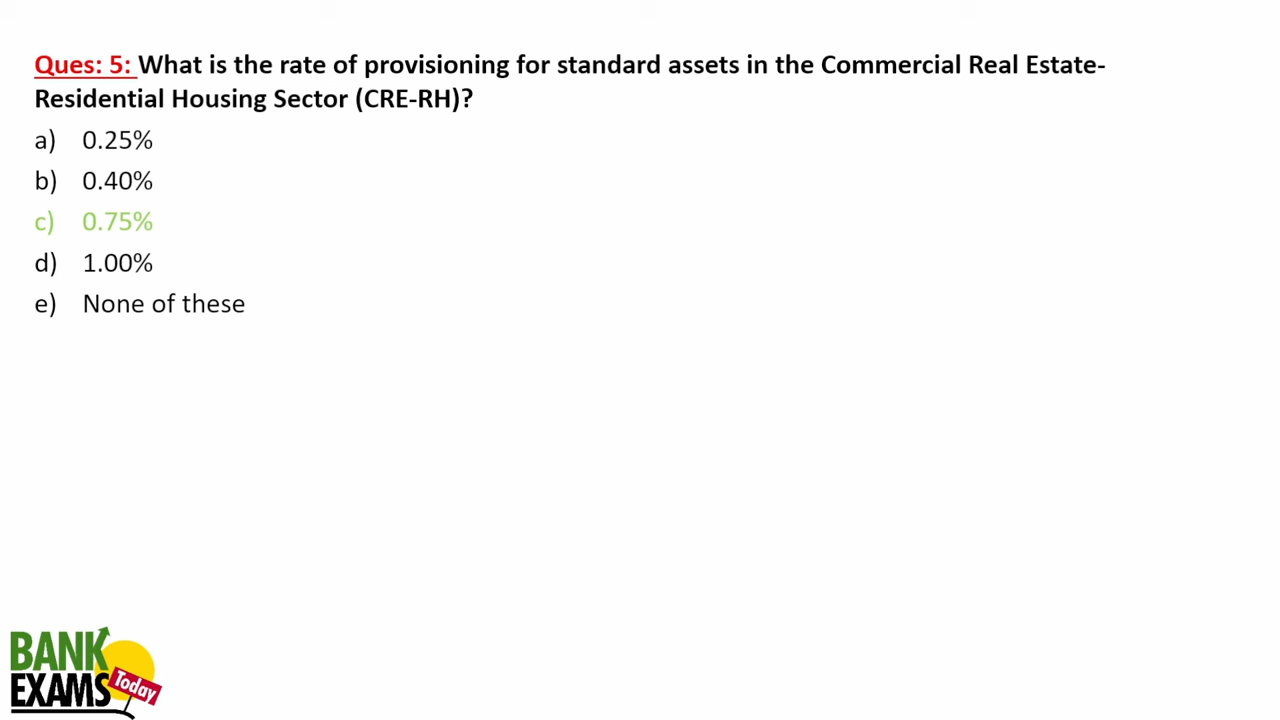 Ques: 5: What is the rate of provisioning for standard assets in the Commercial Real Estate-
Residential Housing Sector (CRE-RH)?
a) 0.25%
b) 0.40%
c) 0.75%
d) 1.00%
e) None of these
BANK
EXAMS
Today